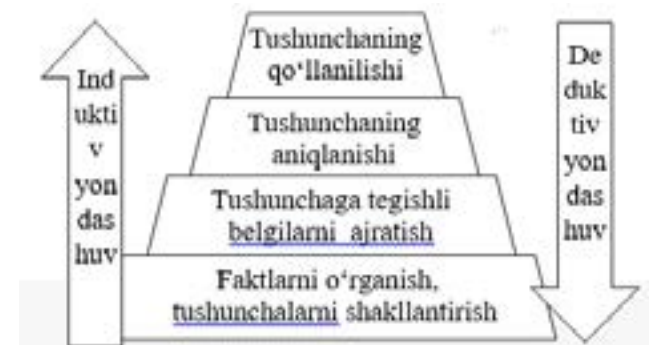 Tushunchaning
qo‘llanilishi
Tushunchaning
aniqlanishi
Tushunchaga tegishli
belgilarni ajratish
Faktlarni o‘rganish,
tushunchalarni shakllantirish
Ind
ukti
v
yon
das
huv
De
duk
tiv
yon
das
huv